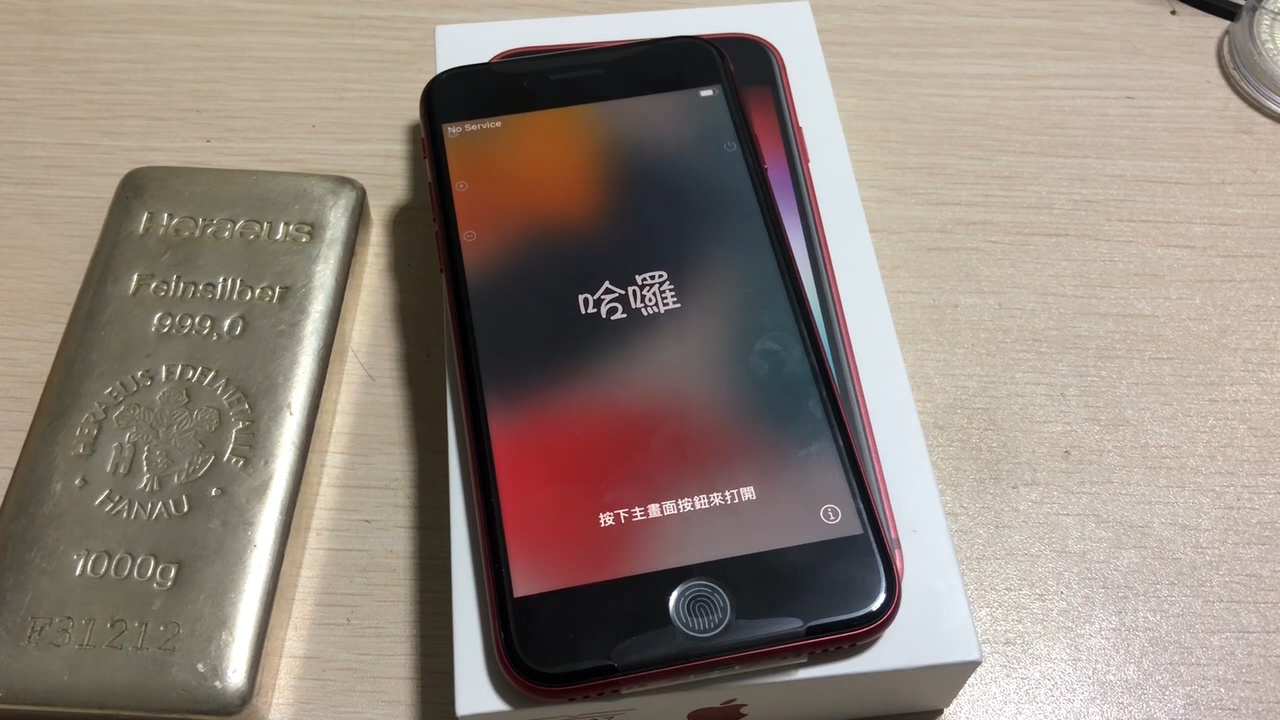 Heraeus
Feinsilber
999,0
HERAEUS EDELMETALLE
H
HANAU
1000g
F31212
No Service
哈囉
按下主畫面按鈕來打開